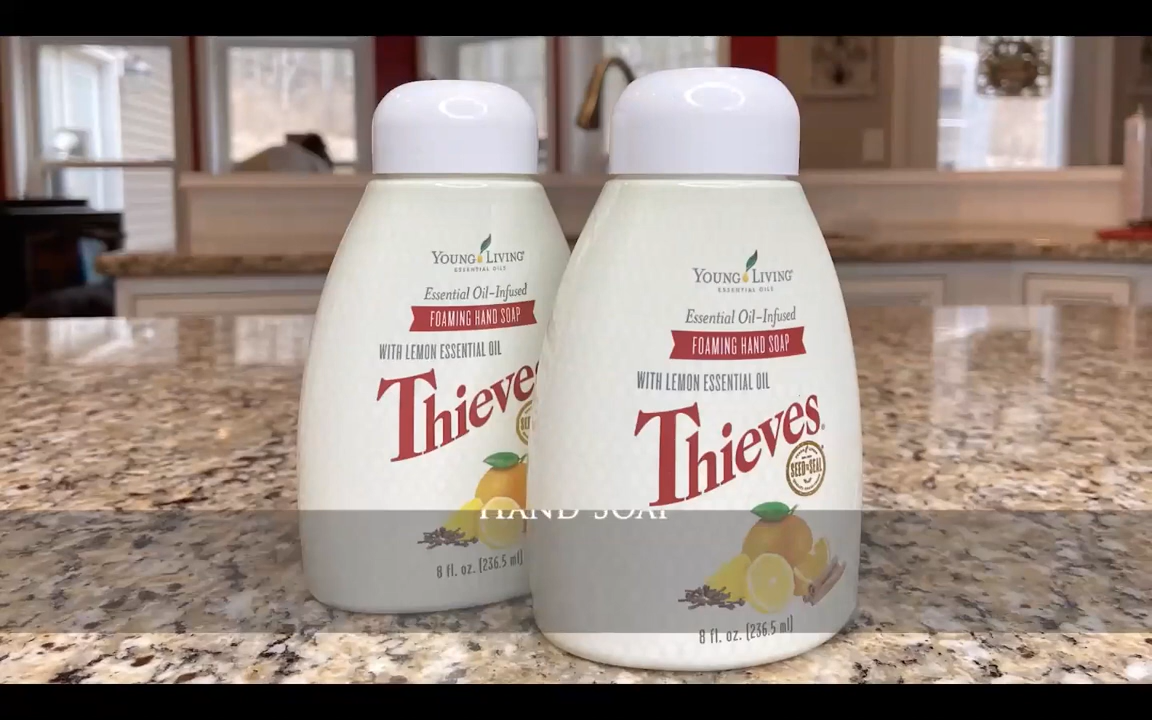 YOUNG LIVING
ESSENTIAL OILS
Essential Oil-Infused
FOAMING HAND SOAP
WITH LEMON ESSENTIAL OIL
Thieves
8 fl. oz. (236.5 ml)
YOUNG LIVING
ESSENTIAL OILS
Essential Oil-Infused
FOAMING HAND SOAP
WITH LEMON ESSENTIAL OIL
Thieves
SEED TO SEAL
8 fl. oz. (236.5 ml)
HAND SOAP